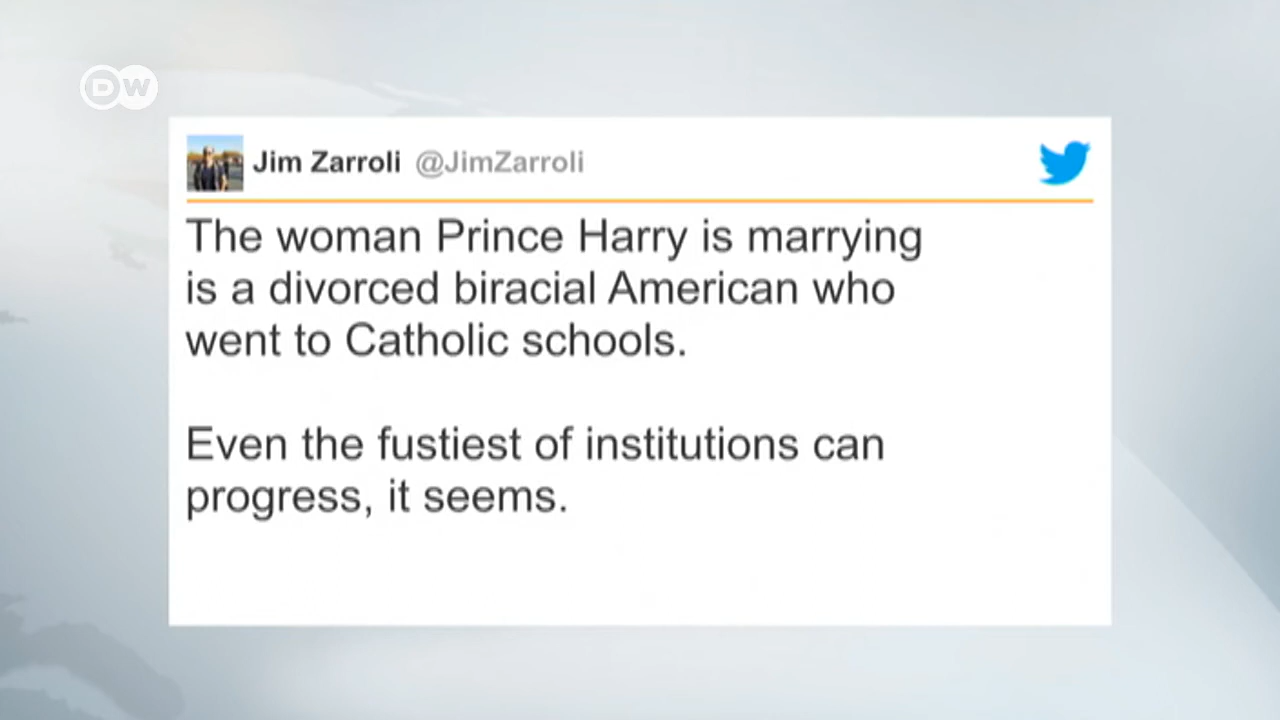 DW
Jim Zarroli @JimZarroli
The woman Prince Harry is marrying
is a divorced biracial American who
went to Catholic schools.
Even the fustiest of institutions can
progress, it seems.